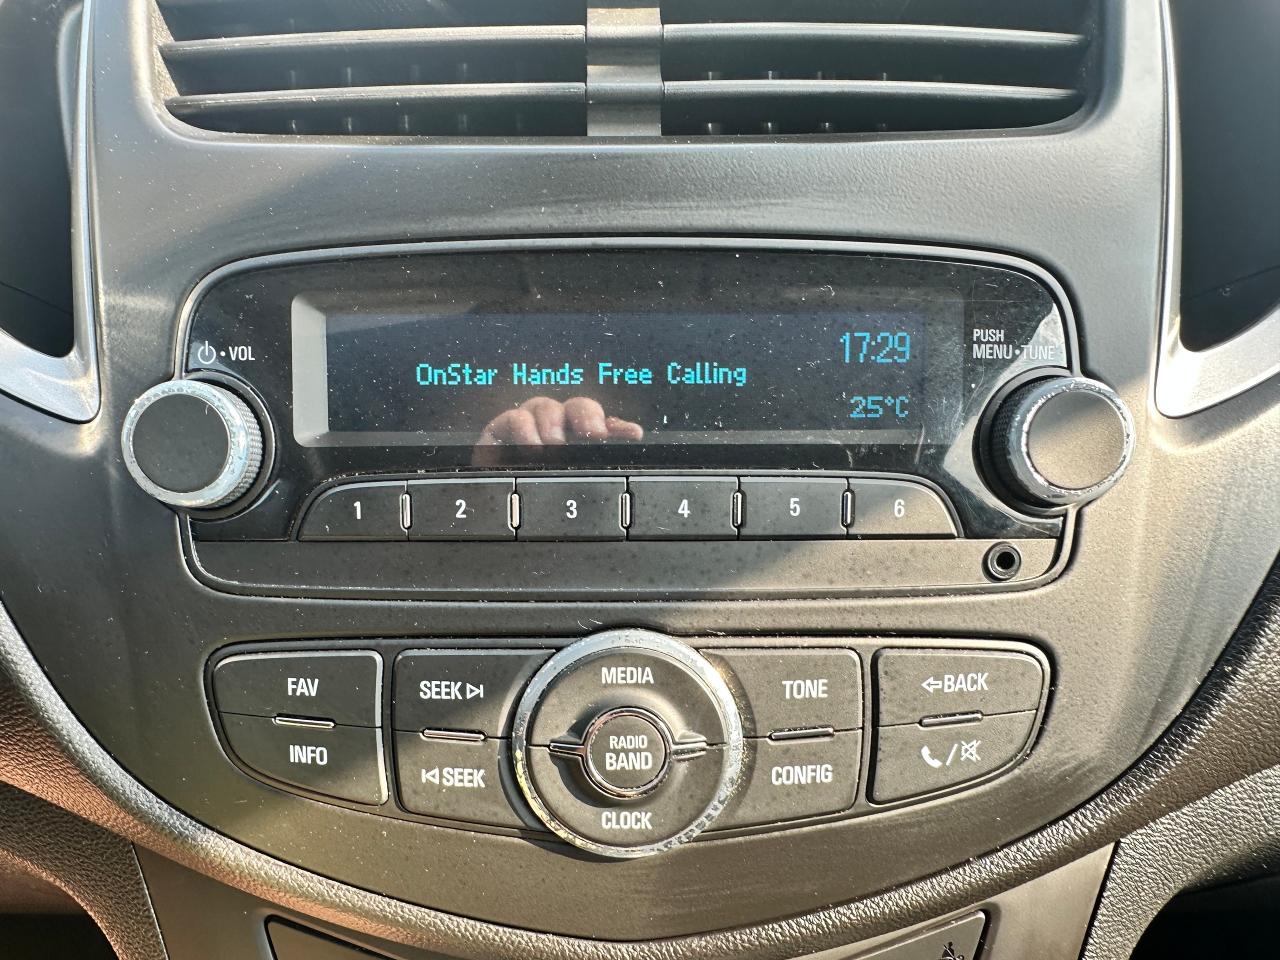 VOL
PUSH
MENU•TUNE
17:29
OnStar Hands Free Calling
25°C
1 2 3 4 5 6
FAV
INFO
SEEK
SEEK
MEDIA
RADIO
BAND
CLOCK
TONE
CONFIG
BACK